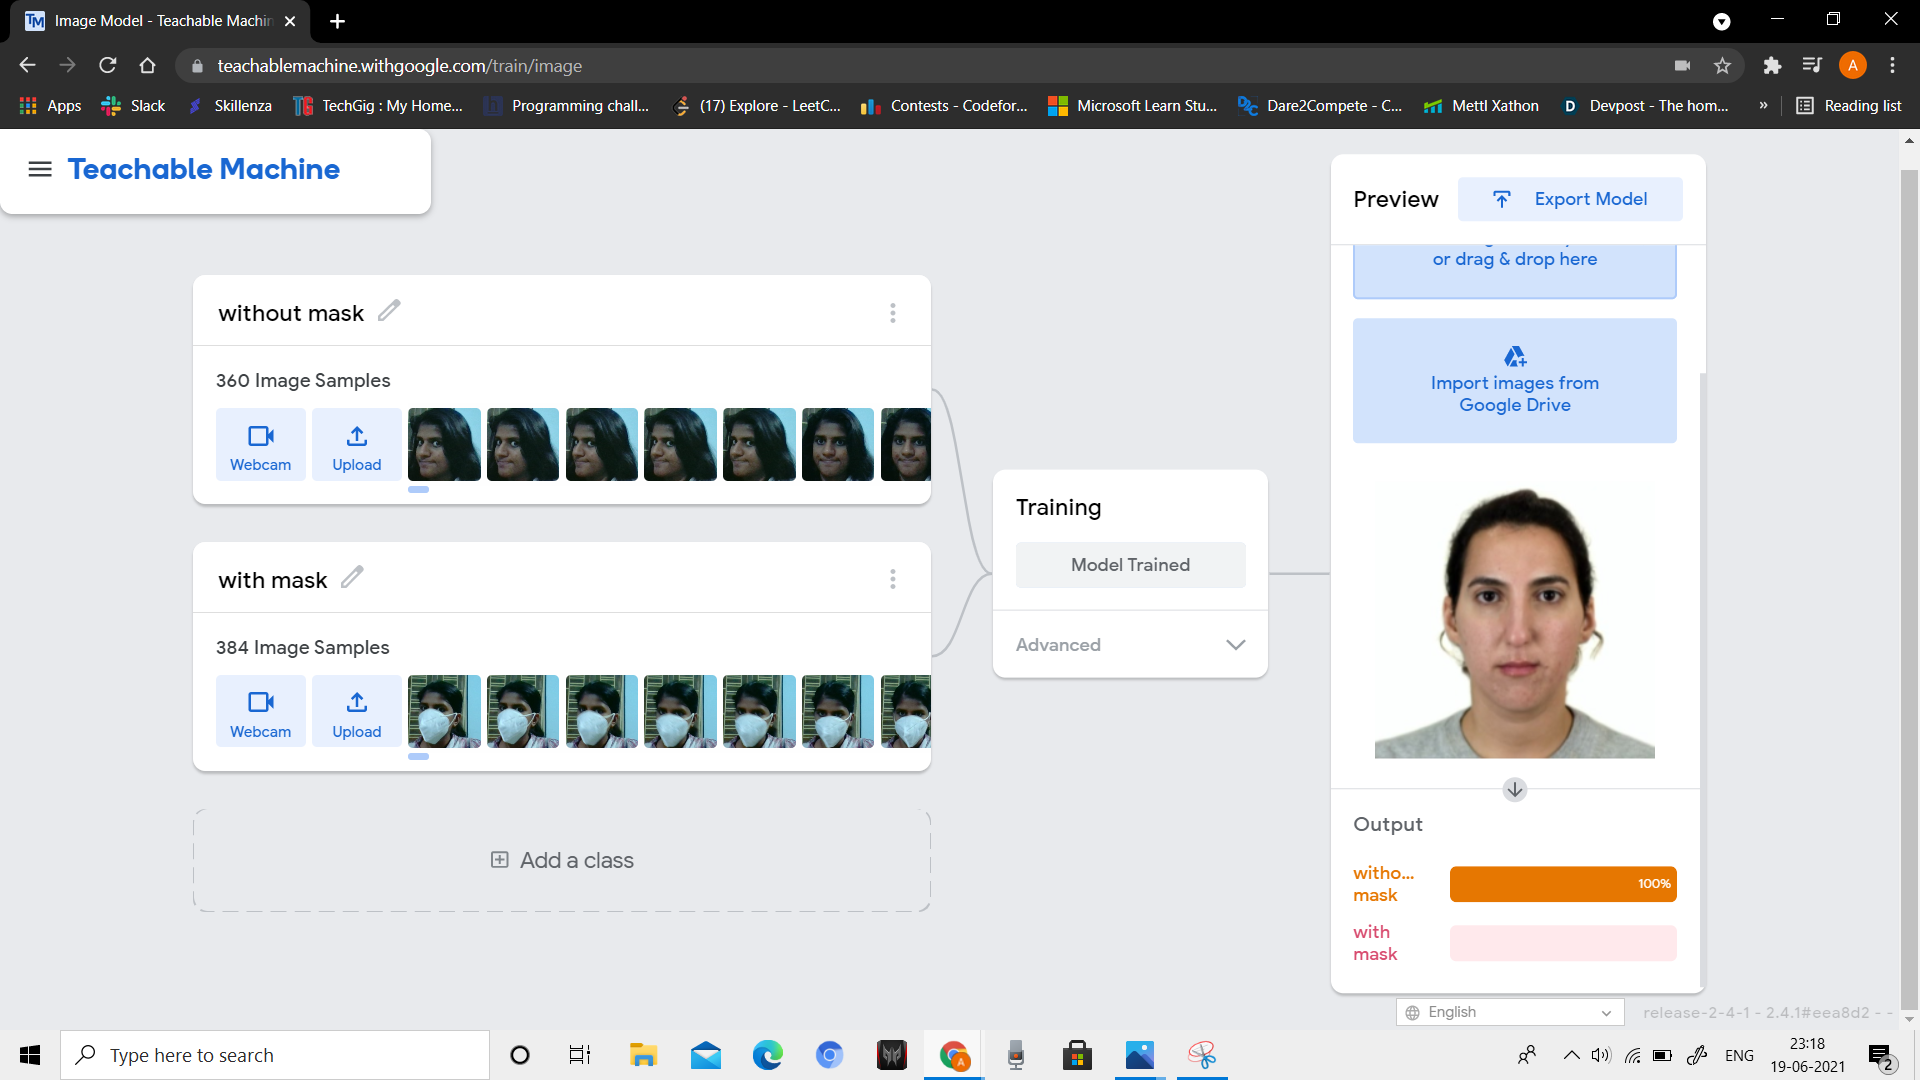 Image Model - Teachable Machin
teachablemachine.withgoogle.com/train/image
A
Apps
Slack
Skillenza
TechGig : My Home...
Programming chall...
(17) Explore - LeetC...
Contests - Codefor...
Microsoft Learn Stu...
Dare2Compete - C...
Mettl Xathon
Devpost - The hom...
»
Reading list
Teachable Machine
without mask
360 Image Samples
Webcam
Upload
with mask
384 Image Samples
Webcam
Upload
Add a class
Training
Model Trained
Advanced
Preview
Export Model
or drag & drop here
Import images from
Google Drive
Output
witho...
mask
100%
with
mask
English
release-2-4-1 - 2.4.1#eea8d2 - -
Type here to search
ENG
23:18
19-06-2021
2